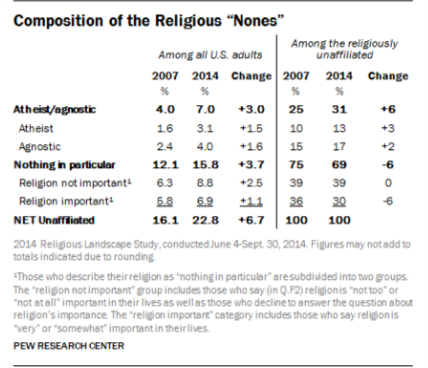 Composition of the Religious “Nones”
Among all U.S. adults Among the religiously unaffiliated
2007 2014 Change 2007 2014 Change
% % % %
Atheist/agnostic 4.0 7.0 +3.0 25 31 +6
Atheist 1.6 3.1 +1.5 10 13 +3
Agnostic 2.4 4.0 +1.6 15 17 +2
Nothing in particular 12.1 15.8 +3.7 75 69 -6
Religion not important¹ 6.3 8.8 +2.5 39 39 0
Religion important¹ 5.8 6.9 +1.1 36 30 -6
NET Unaffiliated 16.1 22.8 +6.7 100 100
2014 Religious Landscape Study, conducted June 4-Sept. 30, 2014. Figures may not add to
totals indicated due to rounding.
¹Those who describe their religion as “nothing in particular” are subdivided into two groups.
The “religion not important” group includes those who say (in Q.F2) religion is “not too” or
“not at all” important in their lives as well as those who decline to answer the question about
religion’s importance. The “religion important” category includes those who say religion is
“very” or “somewhat” important in their lives.
PEW RESEARCH CENTER